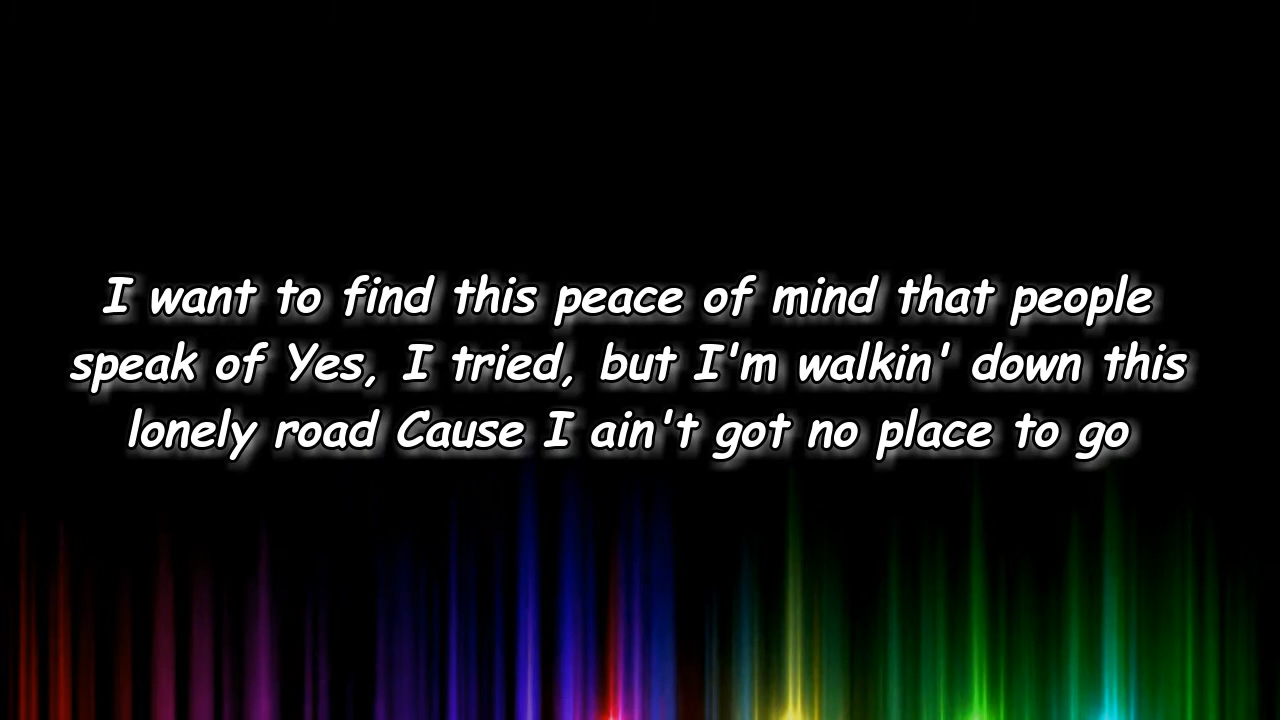 I want to find this peace of mind that people
speak of Yes, I tried, but I'm walkin' down this
lonely road Cause I ain't got no place to go